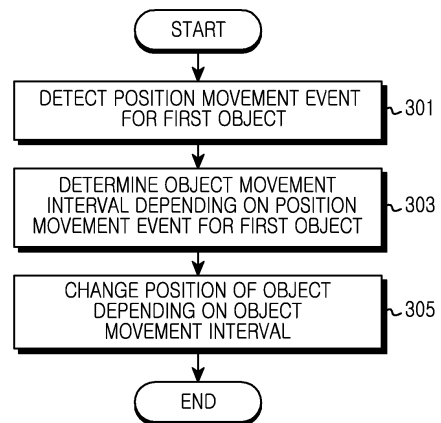 START
DETECT POSITION MOVEMENT EVENT
FOR FIRST OBJECT
301
DETERMINE OBJECT MOVEMENT
INTERVAL DEPENDING ON POSITION
MOVEMENT EVENT FOR FIRST OBJECT
303
CHANGE POSITION OF OBJECT
DEPENDING ON OBJECT
MOVEMENT INTERVAL
305
END